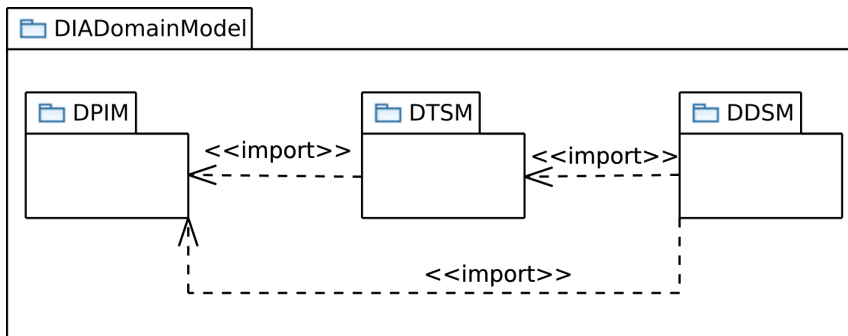 DIADomainModel
DPIM
DTSM
DDSM
<<import>>
<<import>>
<<import>>